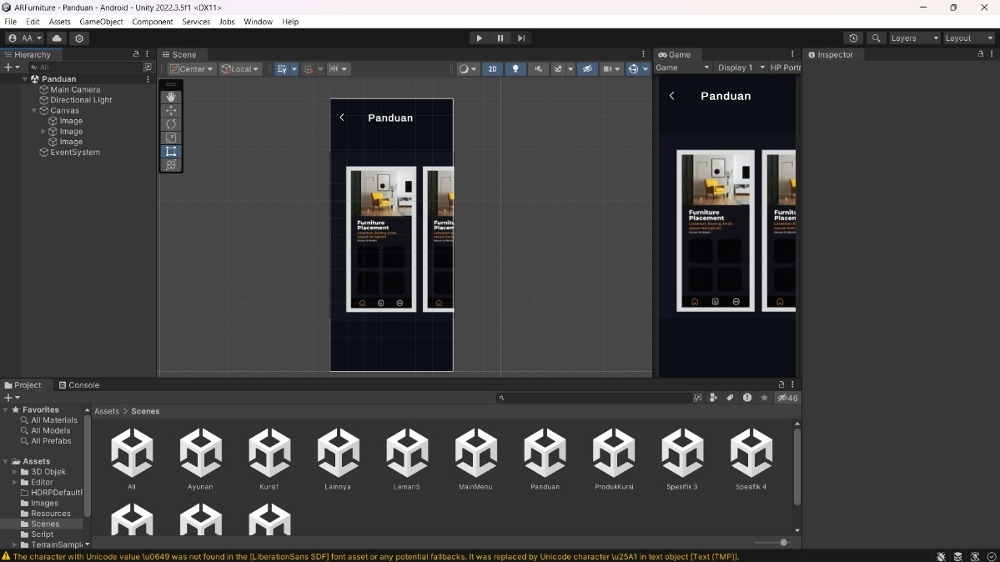 ARFurniture - Panduan - Android - Unity 2022.3.5f1 <DX11>
File Edit Assets GameObject Component Services Jobs Window Help
AA Layers Layout
Hierarchy
All
Panduan
Main Camera
Directional Light
Canvas
Image
Image
Image
EventSystem
Scene
Center Local 2D
Panduan
Furniture
Placement
Letakkan Barang Anda
Game
Game Display 1 HP Portr
Panduan
Furniture
Placement
Letakkan Barang Anda
Inspector
Project Console
46
Favorites
All Materials
All Models
All Prefabs
Assets
3D Objek
Editor
HDRPDefaultF
Images
Resources
Scenes
Script
TerrainSampl
Assets > Scenes
All Ayunan Kursi1 Lainnya Lemari5 MainMenu Panduan ProdukKursi Spesifik 3 Spesifik 4
The character with Unicode value \u0649 was not found in the [LiberationSans SDF] font asset or any potential fallbacks. It was replaced by Unicode character \u25A1 in text object [Text (TMP)].